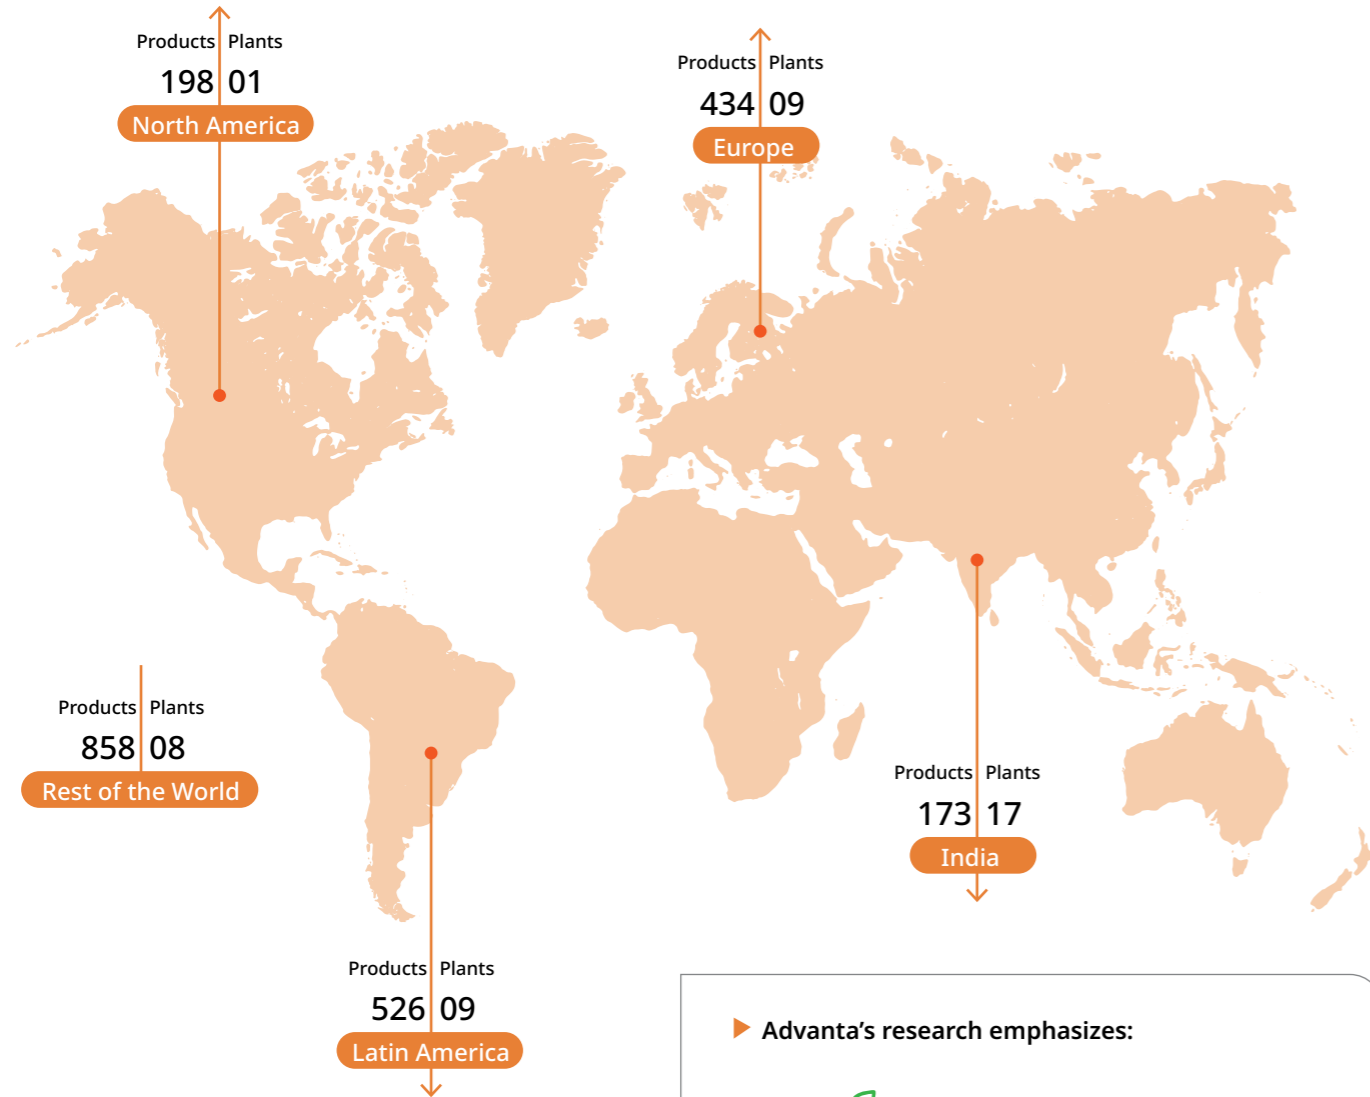 Products Plants
198 01
North America
Products Plants
434 09
Europe
Products Plants
858 08
Rest of the World
Products Plants
173 17
India
Products Plants
526 09
Latin America
Advanta’s research emphasizes: